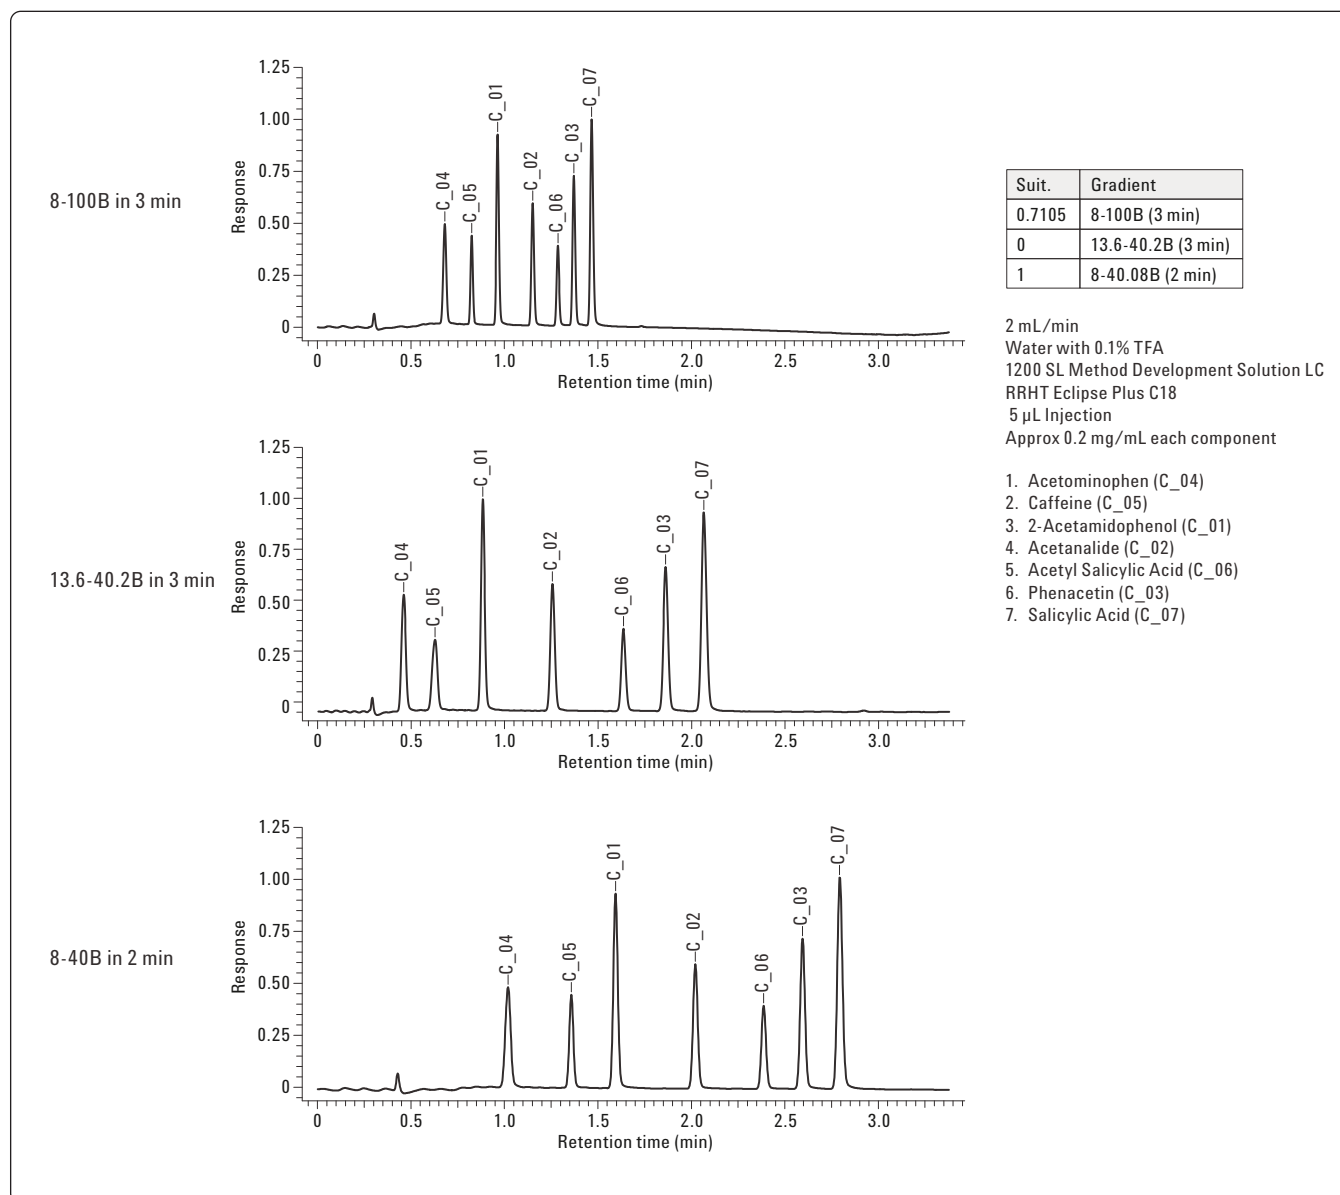 8-100B in 3 min
Response
1.25
1.00
0.75
0.50
0.25
0
C_04
C_05
C_01
C_02
C_06
C_03
C_07
0 0.5 1.0 1.5 2.0 2.5 3.0
Retention time (min)
13.6-40.2B in 3 min
Response
1.25
1.00
0.75
0.50
0.25
0
C_04
C_05
C_01
C_02
C_06
C_03
C_07
0 0.5 1.0 1.5 2.0 2.5 3.0
Retention time (min)
8-40B in 2 min
Response
1.25
1.00
0.75
0.50
0.25
0
C_04
C_05
C_01
C_02
C_06
C_03
C_07
0 0.5 1.0 1.5 2.0 2.5 3.0
Retention time (min)
Suit. Gradient
0.7105 8-100B (3 min)
0 13.6-40.2B (3 min)
1 8-40.08B (2 min)
2 mL/min
Water with 0.1% TFA
1200 SL Method Development Solution LC
RRHT Eclipse Plus C18
5 µL Injection
Approx 0.2 mg/mL each component
1. Acetominophen (C_04)
2. Caffeine (C_05)
3. 2-Acetamidophenol (C_01)
4. Acetanalide (C_02)
5. Acetyl Salicylic Acid (C_06)
6. Phenacetin (C_03)
7. Salicylic Acid (C_07)